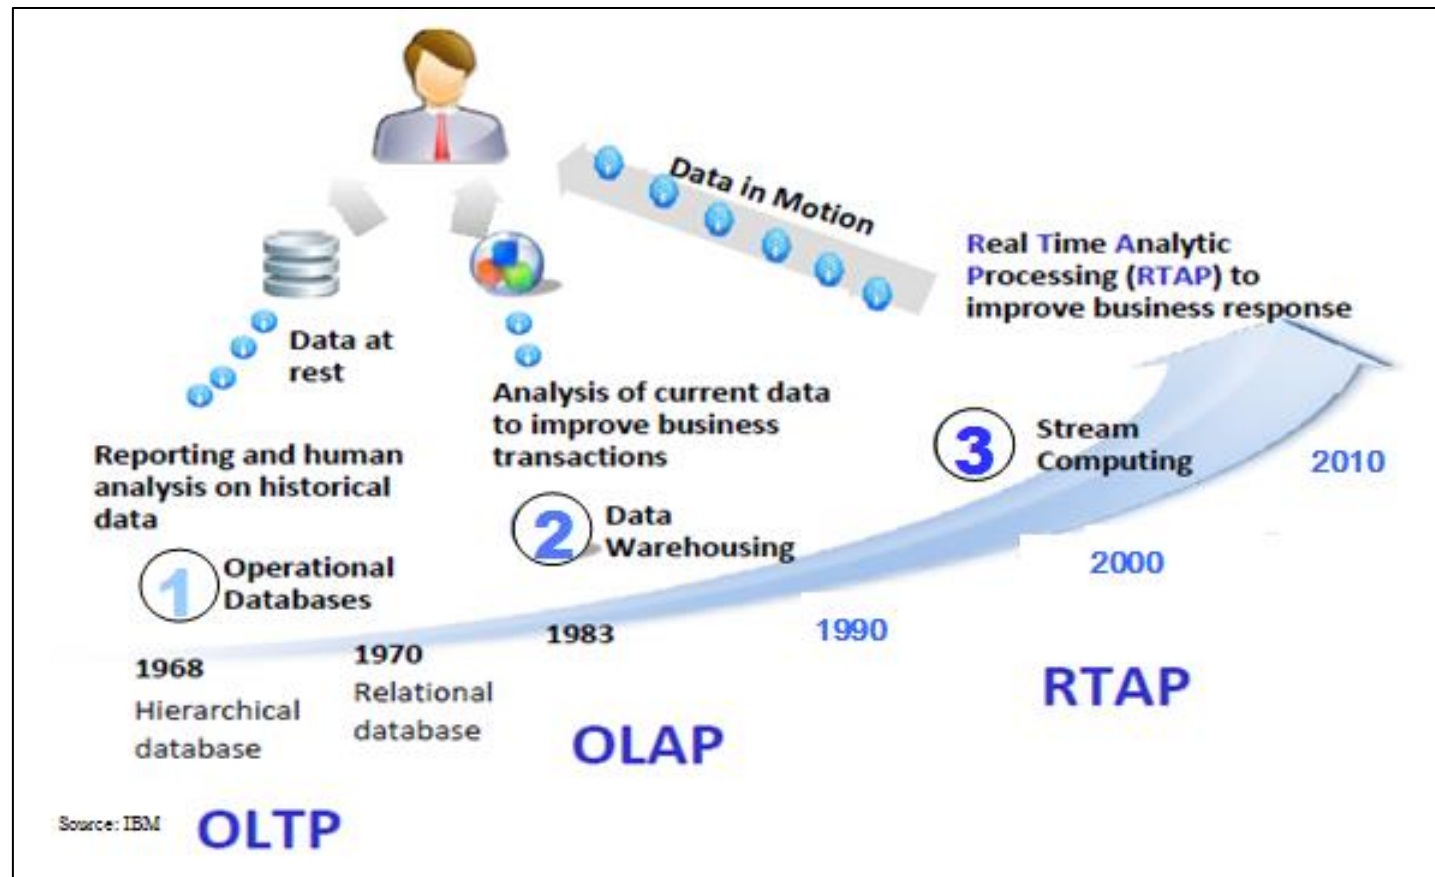 Data in Motion
Real Time Analytic
Processing (RTAP) to
improve business response
Data at
rest
Analysis of current data
to improve business
transactions
Reporting and human
analysis on historical
data
3
Stream
Computing
2010
2
Data
Warehousing
1
Operational
Databases
2000
1990
1983
1970
Relational
database
1968
Hierarchical
database
RTAP
OLAP
OLTP
Source: IBM